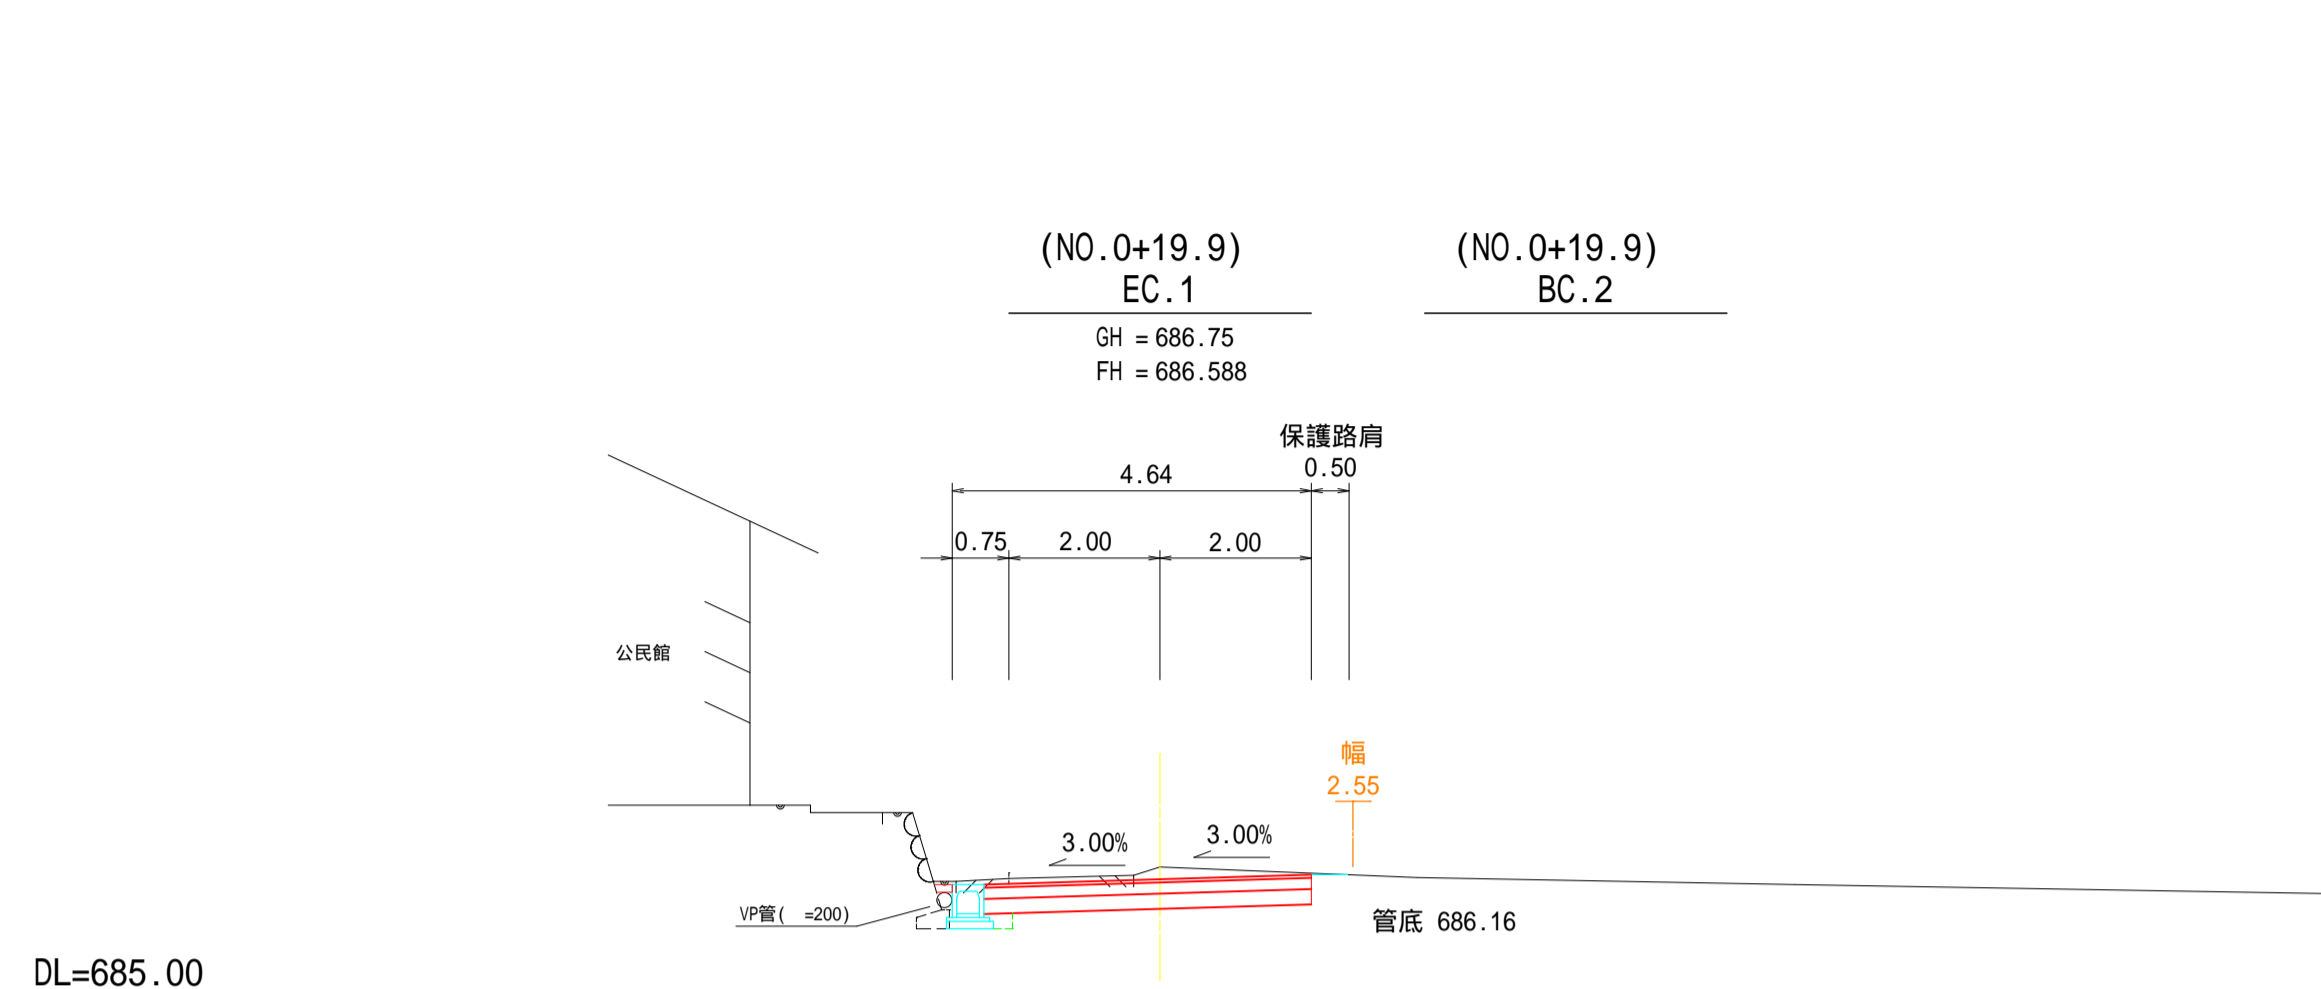 (NO.0+19.9)
EC.1
GH =686.75
FH =686.588
(NO.0+19.9)
BC.2
保護路肩
4.64
0.50
0.75
2.00
2.00
公民館
幅
2.55
3.00%
3.00%
VP管( =200)
管底 686.16
DL=685.00